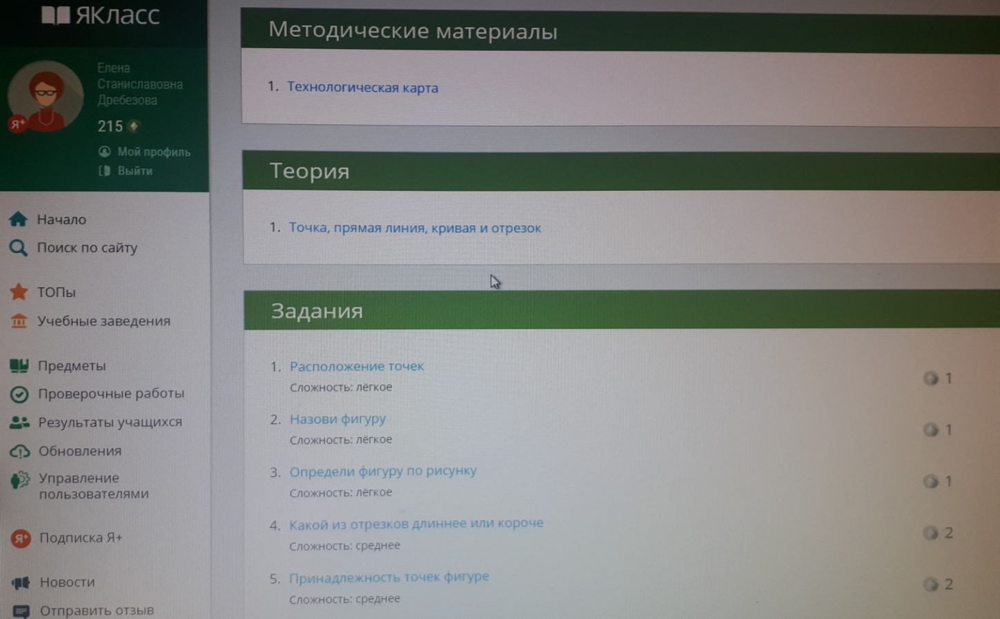 ЯКласс
Елена
Станиславовна
Дребезова
Я+
215
Мой профиль
Выйти
Начало
Поиск по сайту
ТОПы
Учебные заведения
Предметы
Проверочные работы
Результаты учащихся
Обновления
Управление
пользователями
Я+ Подписка Я+
Новости
Отправить отзыв
Методические материалы
1. Технологическая карта
Теория
1. Точка, прямая линия, кривая и отрезок
Задания
1. Расположение точек
Сложность: лёгкое
1
2. Назови фигуру
Сложность: лёгкое
1
3. Определи фигуру по рисунку
Сложность: лёгкое
1
4. Какой из отрезков длиннее или короче
Сложность: среднее
2
5. Принадлежность точек фигуре
Сложность: среднее
2